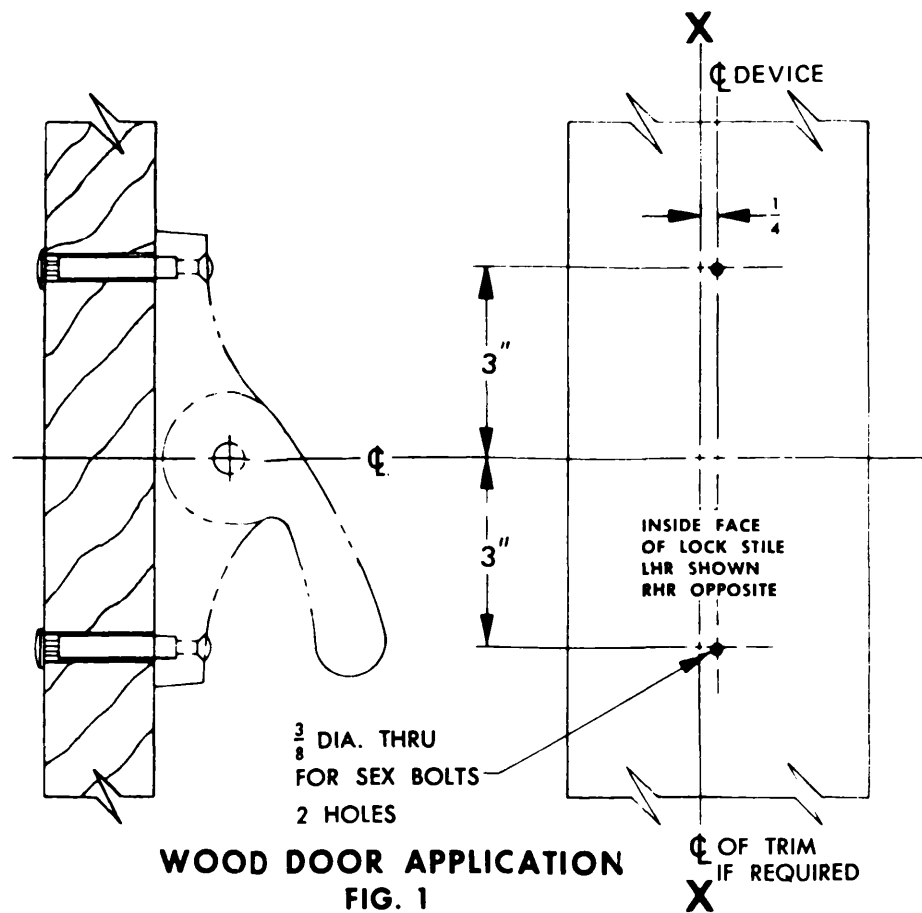 X
℄ DEVICE
1/4
3"
℄
3"
INSIDE FACE
OF LOCK STILE
LHR SHOWN
RHR OPPOSITE
3/8 DIA. THRU
FOR SEX BOLTS
2 HOLES
℄ OF TRIM
IF REQUIRED
X
WOOD DOOR APPLICATION
FIG. 1